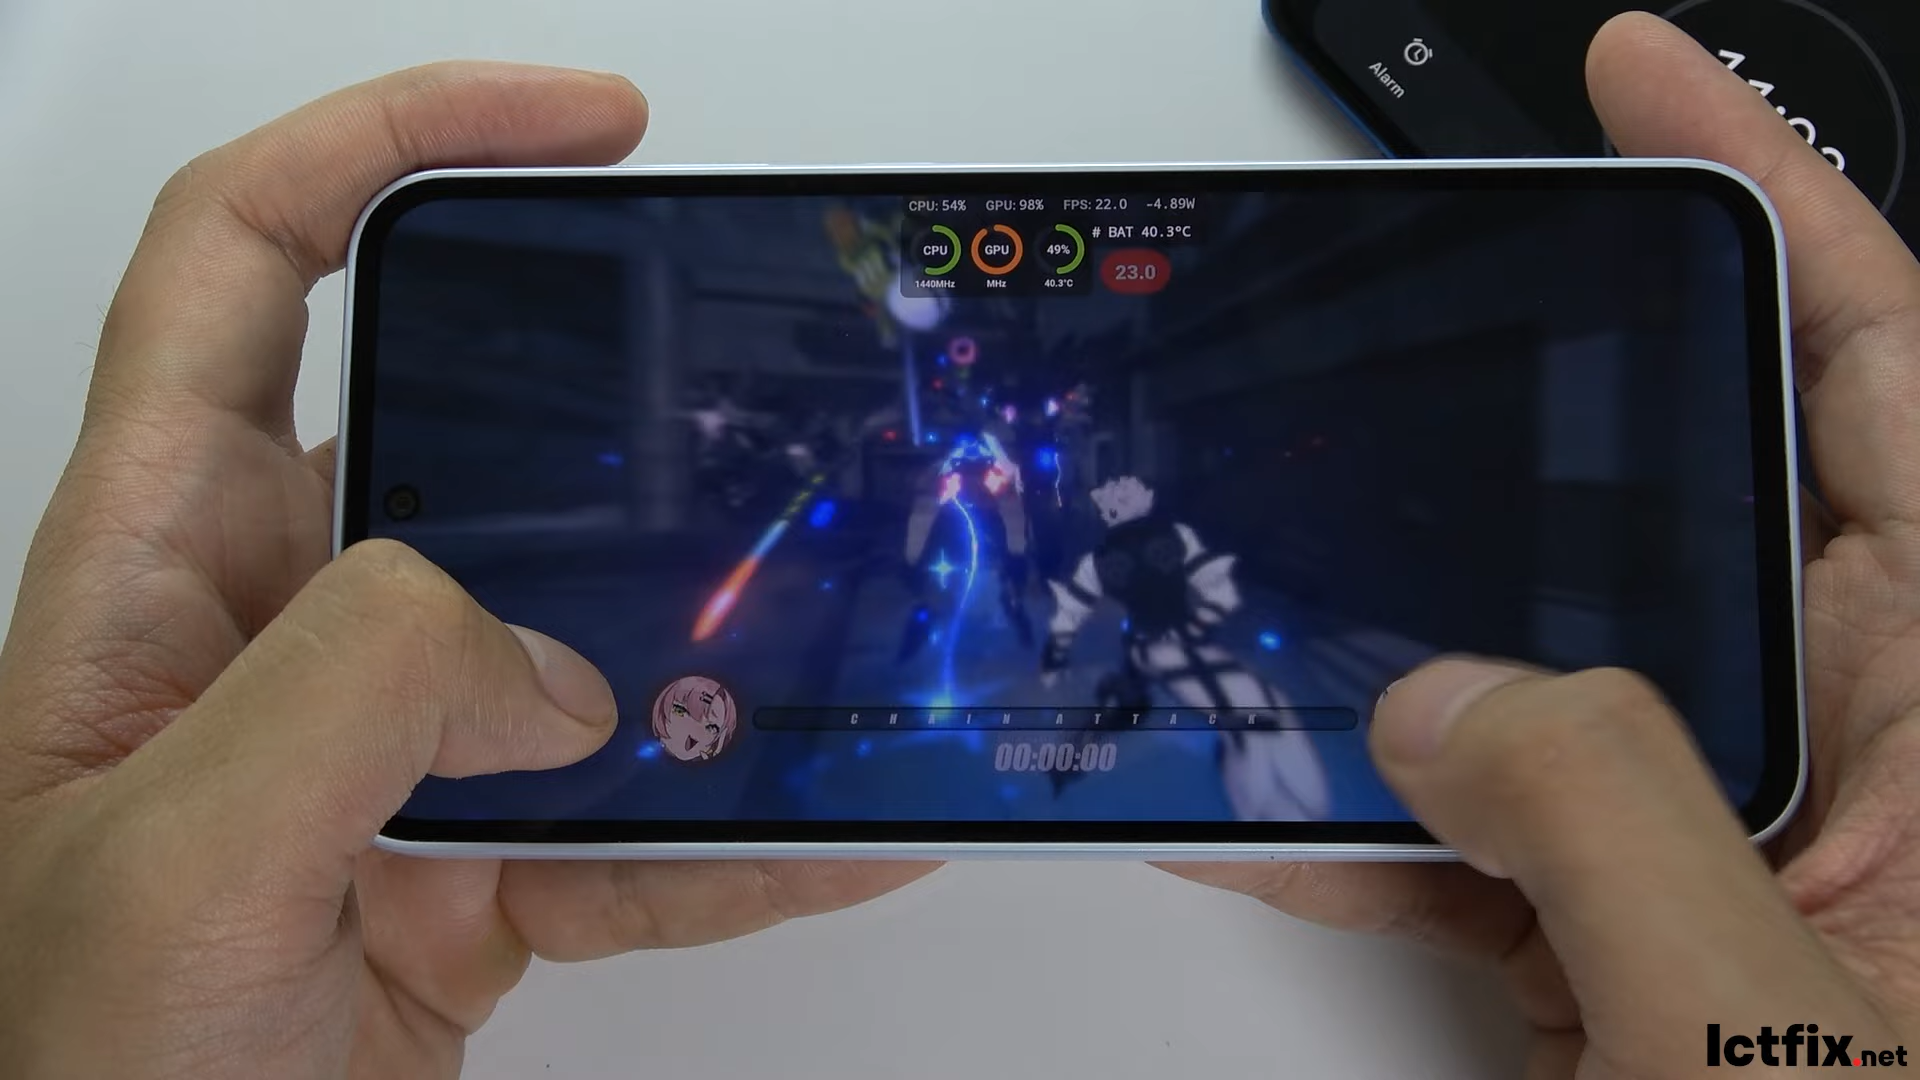 Alarm
CPU: 54% GPU: 98% FPS: 22.0 -4.89W
# BAT 40.3°C
CPU GPU 49%
23.0
1440MHz MHz 40.3°C
CHAIN ATTACK
00:00:00
Ictfix.net